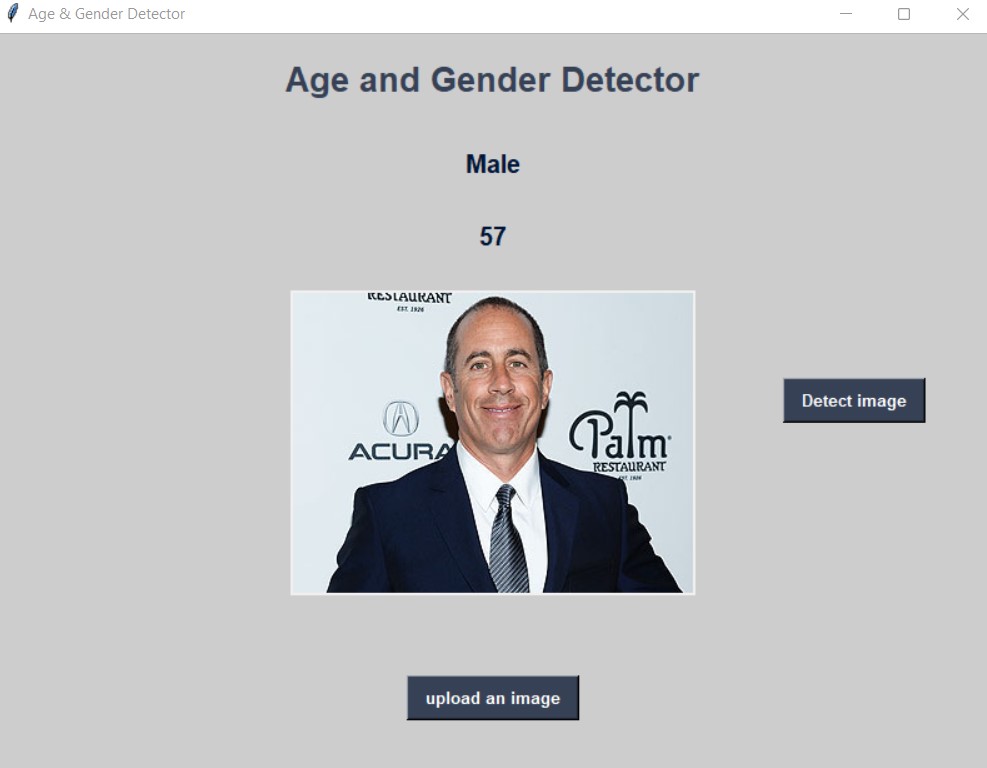 Age & Gender Detector
Age and Gender Detector
Male
57
RESTAURANT
EST. 1926
ACURA
Palm
RESTAURANT
EST. 1926
Detect image
upload an image